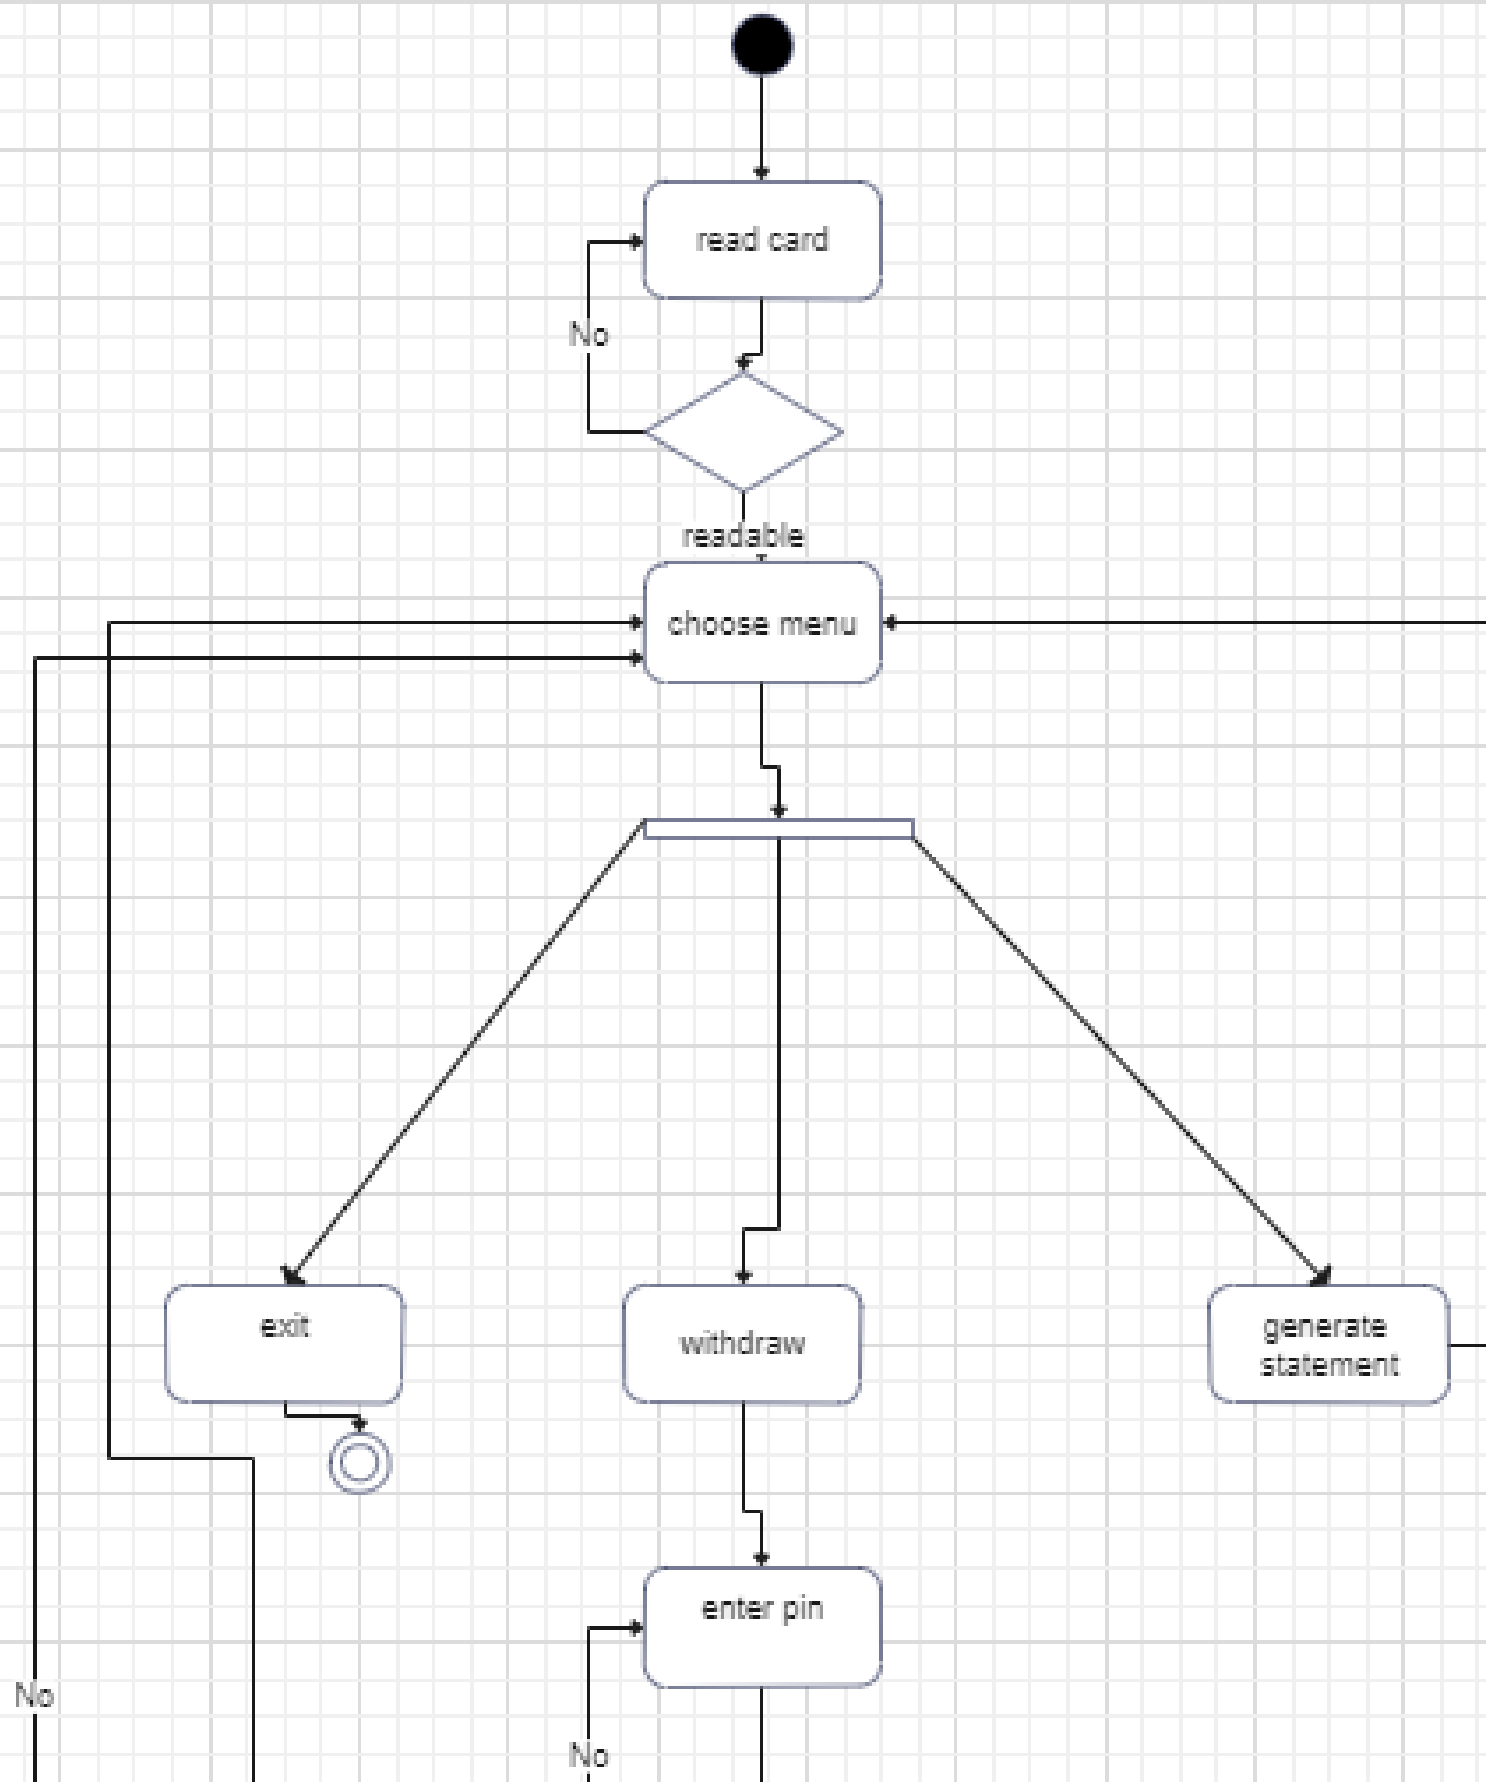 read card
No
readable
choose menu
exit
withdraw
generate
statement
enter pin
No
No